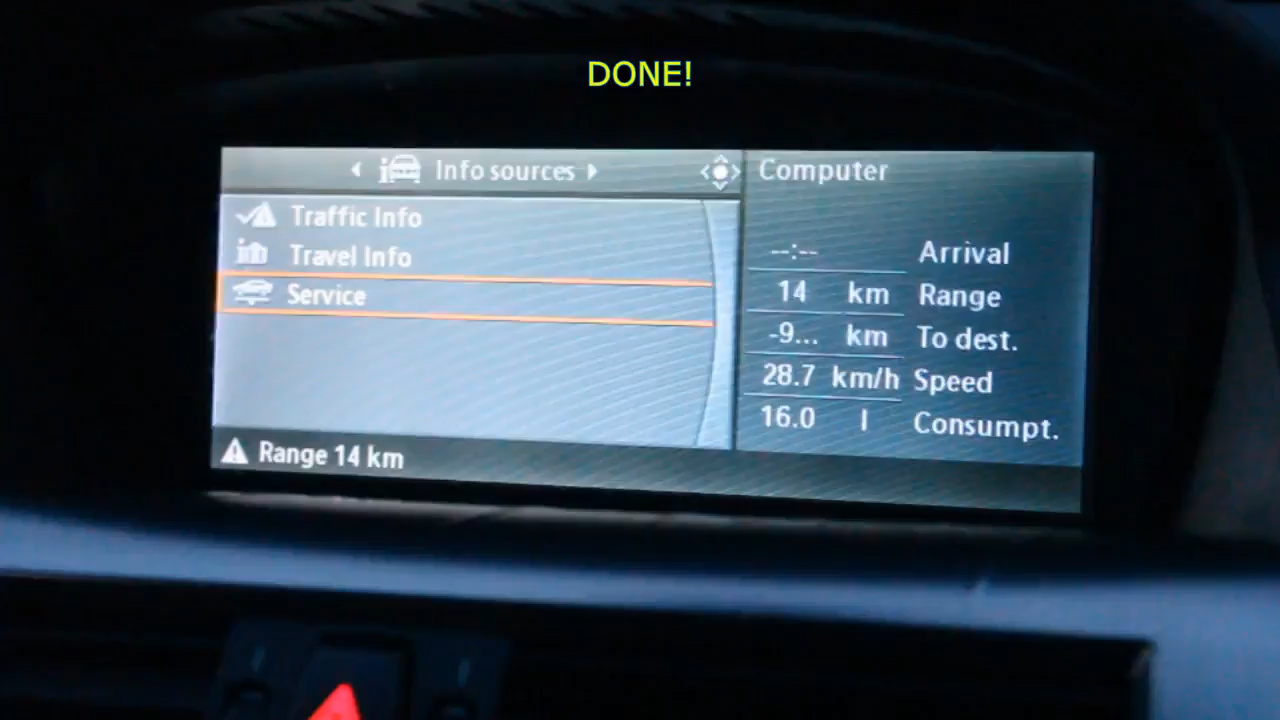 DONE!
Info sources
Traffic Info
Travel Info
Service
Range 14 km
Computer
--:-- Arrival
14 km Range
-9... km To dest.
28.7 km/h Speed
16.0 l Consumpt.